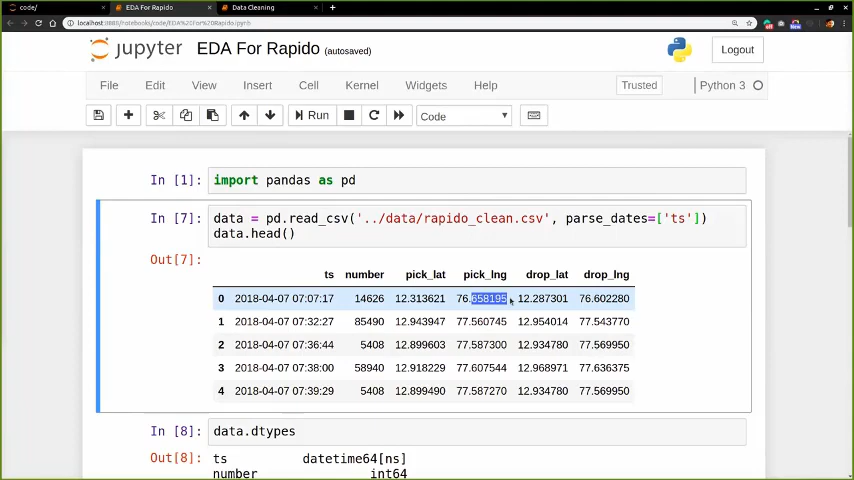 code/ EDA For Rapido Data Cleaning
localhost:8888/notebooks/code/EDA%20For%20Rapido.ipynb
jupyter EDA For Rapido (autosaved) Logout
File Edit View Insert Cell Kernel Widgets Help Trusted Python 3
Run Code
In [1]: import pandas as pd
In [7]: data = pd.read_csv('../data/rapido_clean.csv', parse_dates=['ts'])
data.head()
Out[7]:
ts number pick_lat pick_lng drop_lat drop_lng
0 2018-04-07 07:07:17 14626 12.313621 76.658195 12.287301 76.602280
1 2018-04-07 07:32:27 85490 12.943947 77.560745 12.954014 77.543770
2 2018-04-07 07:36:44 5408 12.899603 77.587300 12.934780 77.569950
3 2018-04-07 07:38:00 58940 12.918229 77.607544 12.968971 77.636375
4 2018-04-07 07:39:29 5408 12.899490 77.587270 12.934780 77.569950
In [8]: data.dtypes
Out[8]: ts datetime64[ns]
number int64